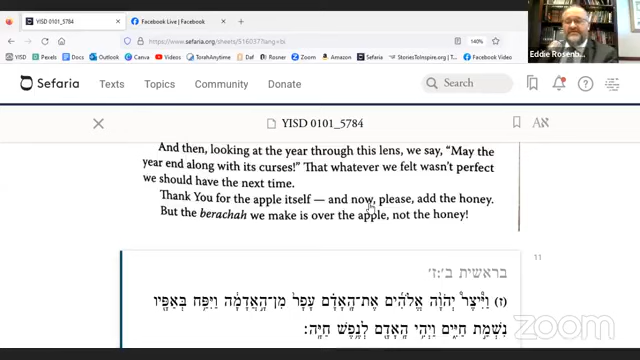 YISD 0101_5784
Facebook Live | Facebook
https://www.sefaria.org/sheets/516037?lang=bi
140%
YISD
Pexels
Docs
Contact
Videos
TorahAnytime
Daf
Rosner
Zoom
Amazon
StoriesToInspire.org
Facebook Video
Eddie Rosenb...
Sefaria
Texts
Topics
Community
Donate
Search
YISD 0101_5784
And then, looking at the year through this lens, we say, “May the
year end along with its curses!” That whatever we felt wasn’t perfect
we should have the next time.
Thank You for the apple itself — and now, please, add the honey.
But the berachah we make is over the apple, not the honey!
11
בראשית ב׳:ז׳
(ז) וַיִּיצֶר֩ יְהֹוָ֨ה אֱלֹהִ֜ים אֶת־הָֽאָדָ֗ם עָפָר֙ מִן־הָ֣אֲדָמָ֔ה וַיִּפַּ֥ח בְּאַפָּ֖יו
נִשְׁמַ֣ת חַיִּ֑ים וַיְהִ֥י הָֽאָדָ֖ם לְנֶ֥פֶשׁ חַיָּֽה׃
zoom